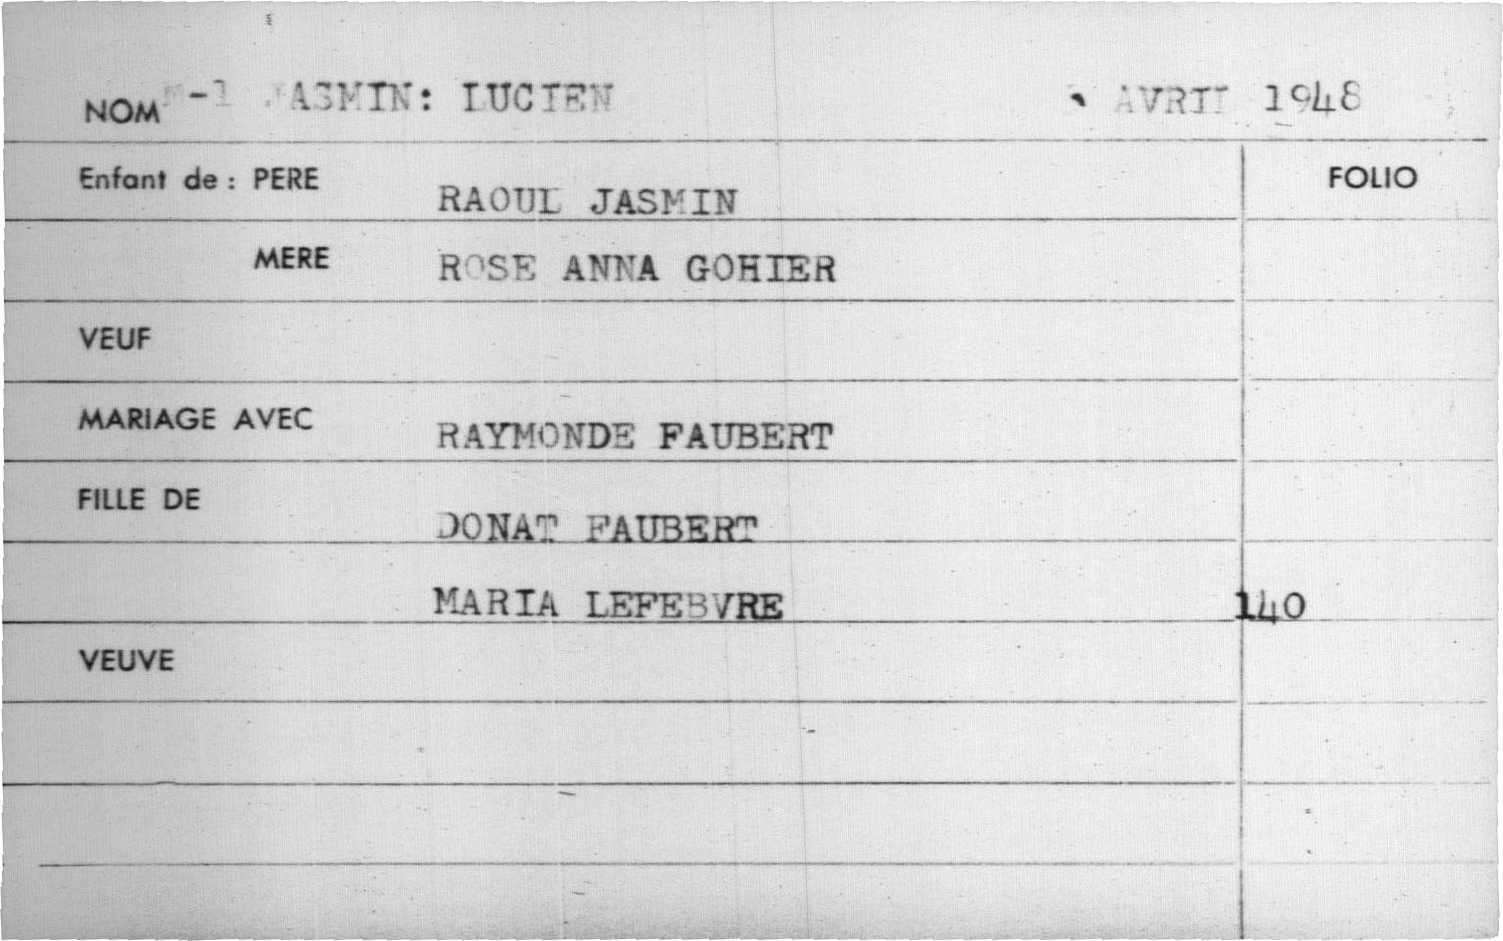 NOM M-1 JASMIN: LUCIEN AVRIL 1948
Enfant de : PERE RAOUL JASMIN FOLIO
MERE ROSE ANNA GOHIER
VEUF
MARIAGE AVEC RAYMONDE FAUBERT
FILLE DE DONAT FAUBERT
MARIA LEFEBVRE 140
VEUVE